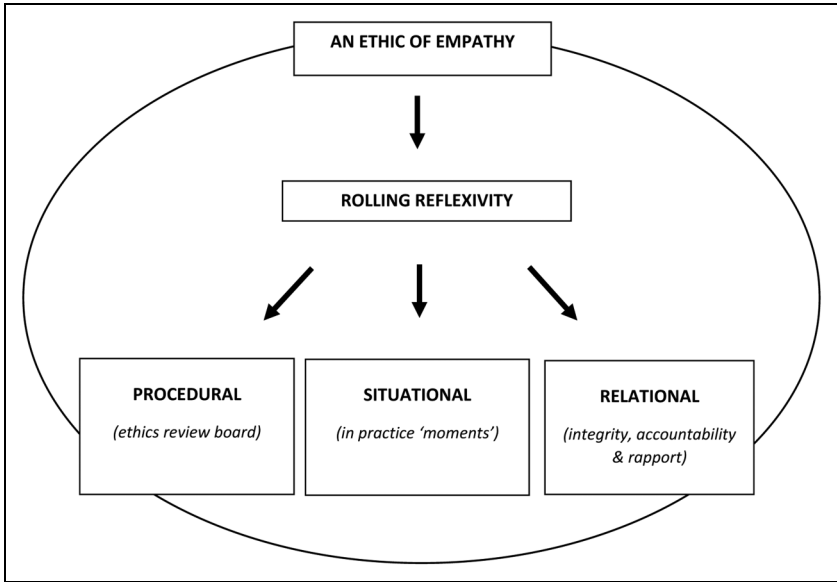 AN ETHIC OF EMPATHY
ROLLING REFLEXIVITY
PROCEDURAL
(ethics review board)
SITUATIONAL
(in practice ‘moments’)
RELATIONAL
(integrity, accountability
& rapport)